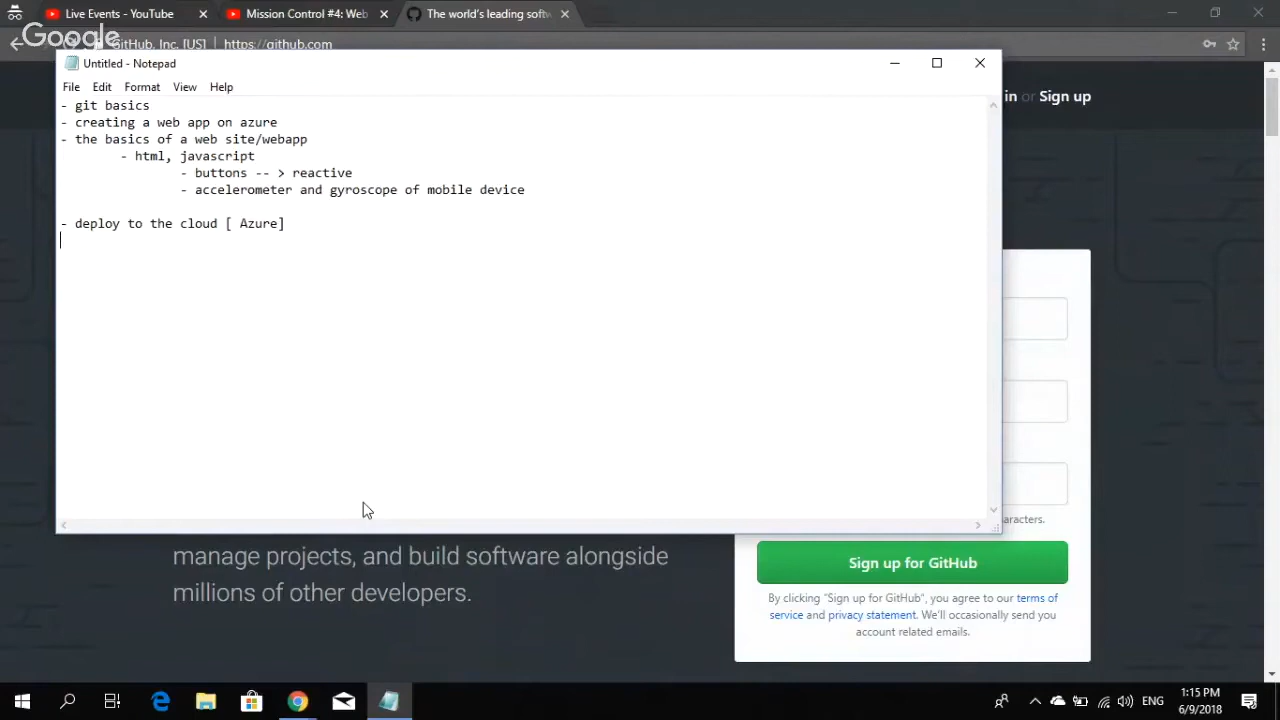 Live Events - YouTube
Mission Control #4: Web
The world's leading softw
Google
GitHub, Inc. [US]
https://github.com
Untitled - Notepad
File Edit Format View Help
- git basics
- creating a web app on azure
- the basics of a web site/webapp
- html, javascript
- buttons -- > reactive
- accelerometer and gyroscope of mobile device
- deploy to the cloud [ Azure]
in or Sign up
manage projects, and build software alongside
millions of other developers.
aracters.
Sign up for GitHub
By clicking "Sign up for GitHub", you agree to our terms of
service and privacy statement. We'll occasionally send you
account related emails.
ENG
1:15 PM
6/9/2018